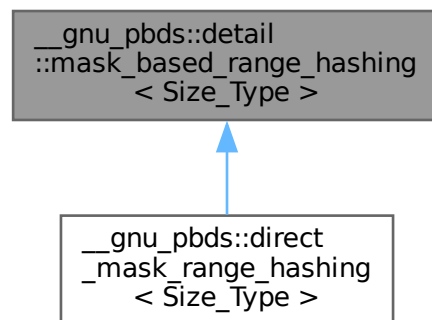 __gnu_pbds::detail
::mask_based_range_hashing
< Size_Type >
__gnu_pbds::direct
_mask_range_hashing
< Size_Type >